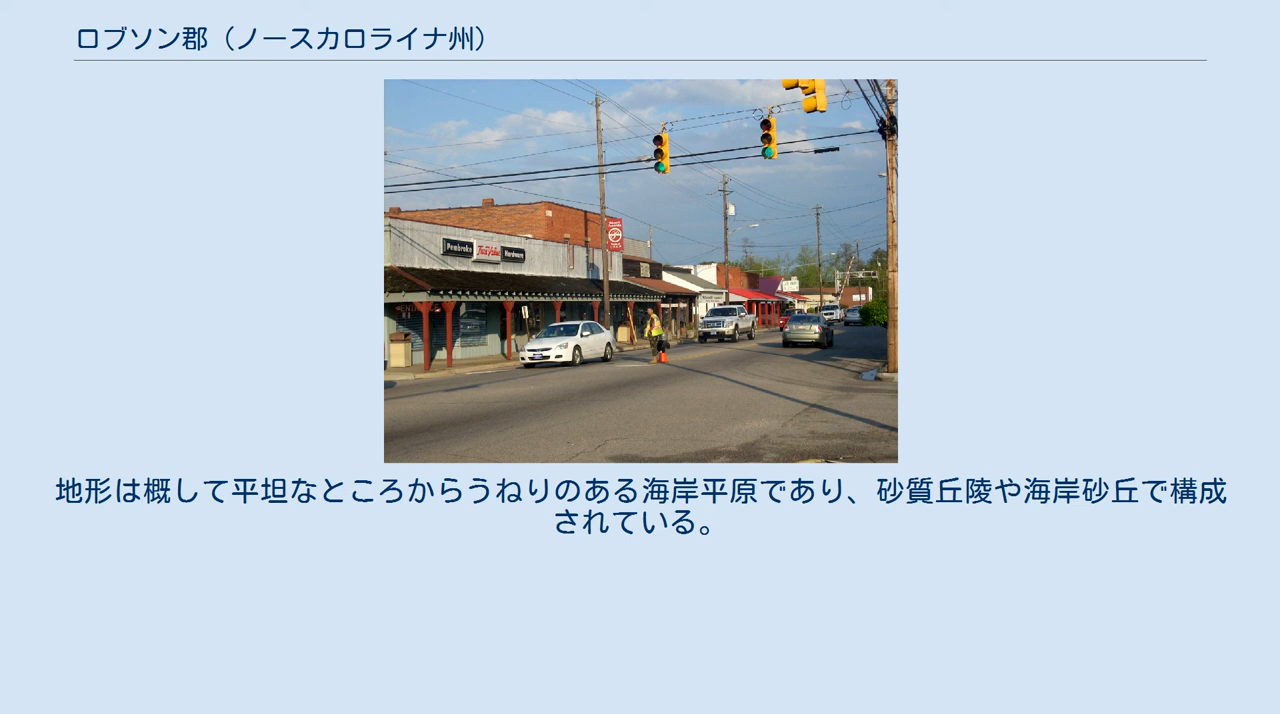 ロブソン郡（ノースカロライナ州）
Pembroke True Value Hardware
地形は概して平坦なところからうねりのある海岸平原であり、砂質丘陵や海岸砂丘で構成
されている。